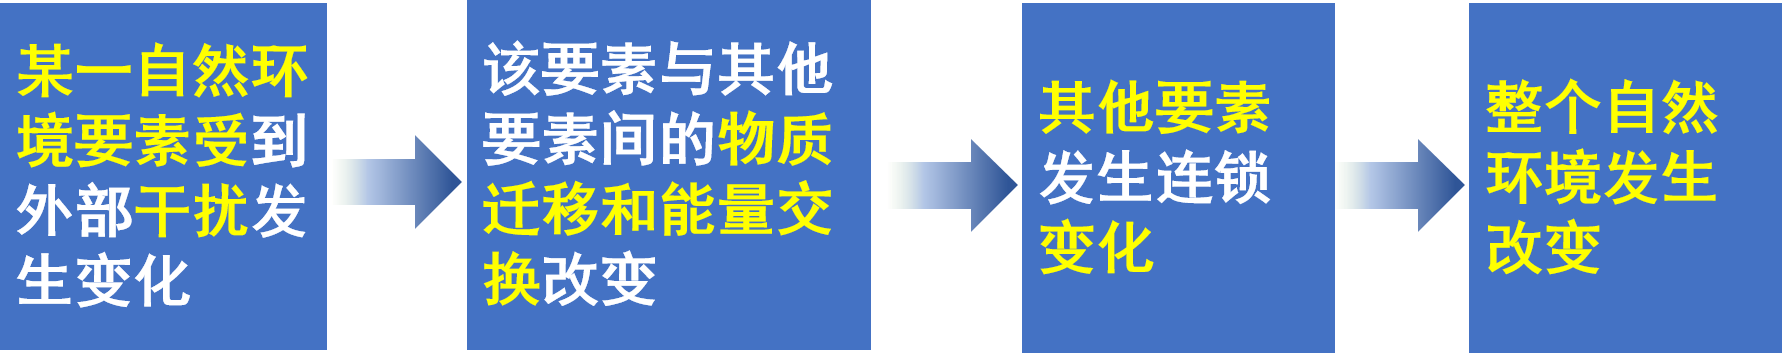 某一自然环
境要素受到
外部干扰发
生变化
该要素与其他
要素间的物质
迁移和能量交
换改变
其他要素
发生连锁
变化
整个自然
环境发生
改变